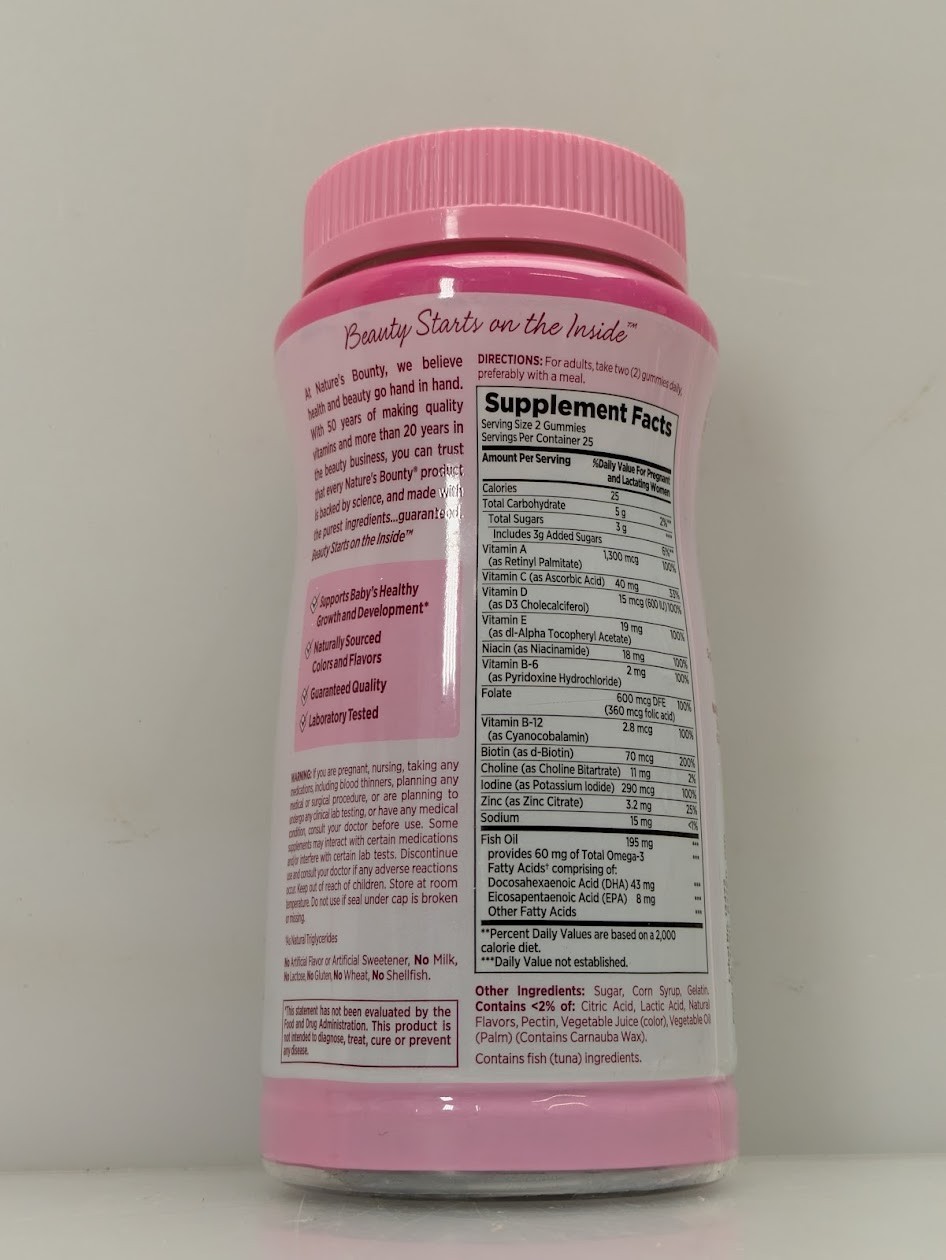 Beauty Starts on the Inside™
At Nature's Bounty, we believe
health and beauty go hand in hand.
With 50 years of making quality
vitamins and more than 20 years in
the beauty business, you can trust
that every Nature's Bounty® product
is backed by science, and made with
the purest ingredients...guaranteed.
Beauty Starts on the Inside™
Supports Baby's Healthy
Growth and Development*
Naturally Sourced
Colors and Flavors
Guaranteed Quality
Laboratory Tested
WARNING: If you are pregnant, nursing, taking any
medications, including blood thinners, planning any
medical or surgical procedure, or are planning to
undergo any clinical lab testing, or have any medical
condition, consult your doctor before use. Some
supplements may interact with certain medications
and/or interfere with certain lab tests. Discontinue
use and consult your doctor if any adverse reactions
occur. Keep out of reach of children. Store at room
temperature. Do not use if seal under cap is broken
or missing.
†As Natural Triglycerides
No Artificial Flavor or Artificial Sweetener, No Milk,
No Lactose, No Gluten, No Wheat, No Shellfish.
*This statement has not been evaluated by the
Food and Drug Administration. This product is
not intended to diagnose, treat, cure or prevent
any disease.
DIRECTIONS: For adults, take two (2) gummies daily,
preferably with a meal.
Supplement Facts
Serving Size 2 Gummies
Servings Per Container 25
Amount Per Serving %Daily Value For Pregnant
and Lactating Women
Calories 25
Total Carbohydrate 5 g 2%**
Total Sugars 3 g ***
Includes 3g Added Sugars 6%**
Vitamin A 1,300 mcg 100%
(as Retinyl Palmitate)
Vitamin C (as Ascorbic Acid) 40 mg 33%
Vitamin D 15 mcg (600 IU) 100%
(as D3 Cholecalciferol)
Vitamin E 19 mg 100%
(as dl-Alpha Tocopheryl Acetate)
Niacin (as Niacinamide) 18 mg 100%
Vitamin B-6 2 mg 100%
(as Pyridoxine Hydrochloride)
Folate 600 mcg DFE 100%
(360 mcg folic acid)
Vitamin B-12 2.8 mcg 100%
(as Cyanocobalamin)
Biotin (as d-Biotin) 70 mcg 200%
Choline (as Choline Bitartrate) 11 mg 2%
Iodine (as Potassium Iodide) 290 mcg 100%
Zinc (as Zinc Citrate) 3.2 mg 25%
Sodium 15 mg <1%
Fish Oil 195 mg ***
provides 60 mg of Total Omega-3 ***
Fatty Acids† comprising of:
Docosahexaenoic Acid (DHA) 43 mg ***
Eicosapentaenoic Acid (EPA) 8 mg ***
Other Fatty Acids ***
**Percent Daily Values are based on a 2,000
calorie diet.
***Daily Value not established.
Other Ingredients: Sugar, Corn Syrup, Gelatin.
Contains <2% of: Citric Acid, Lactic Acid, Natural
Flavors, Pectin, Vegetable Juice (color), Vegetable Oil
(Palm) (Contains Carnauba Wax).
Contains fish (tuna) ingredients.